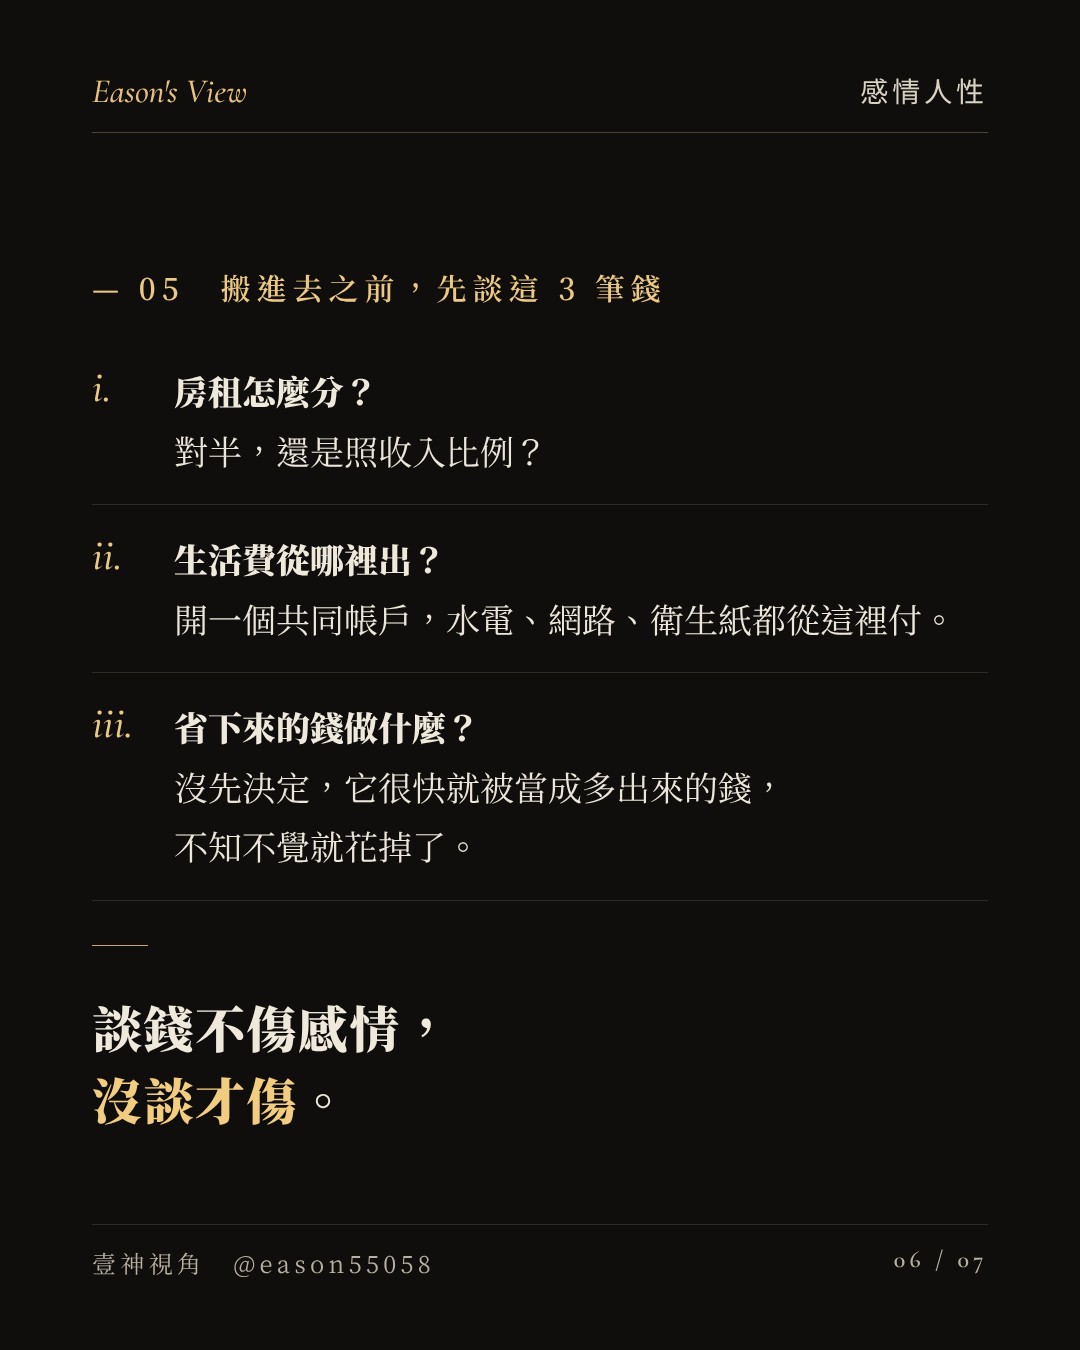 Eason's View
感情人性
— 05 搬進去之前，先談這 3 筆錢
i. 房租怎麼分？
對半，還是照收入比例？
ii. 生活費從哪裡出？
開一個共同帳戶，水電、網路、衛生紙都從這裡付。
iii. 省下來的錢做什麼？
沒先決定，它很快就被當成多出來的錢，
不知不覺就花掉了。
談錢不傷感情，
沒談才傷。
壹神視角 @eason55058
06 / 07